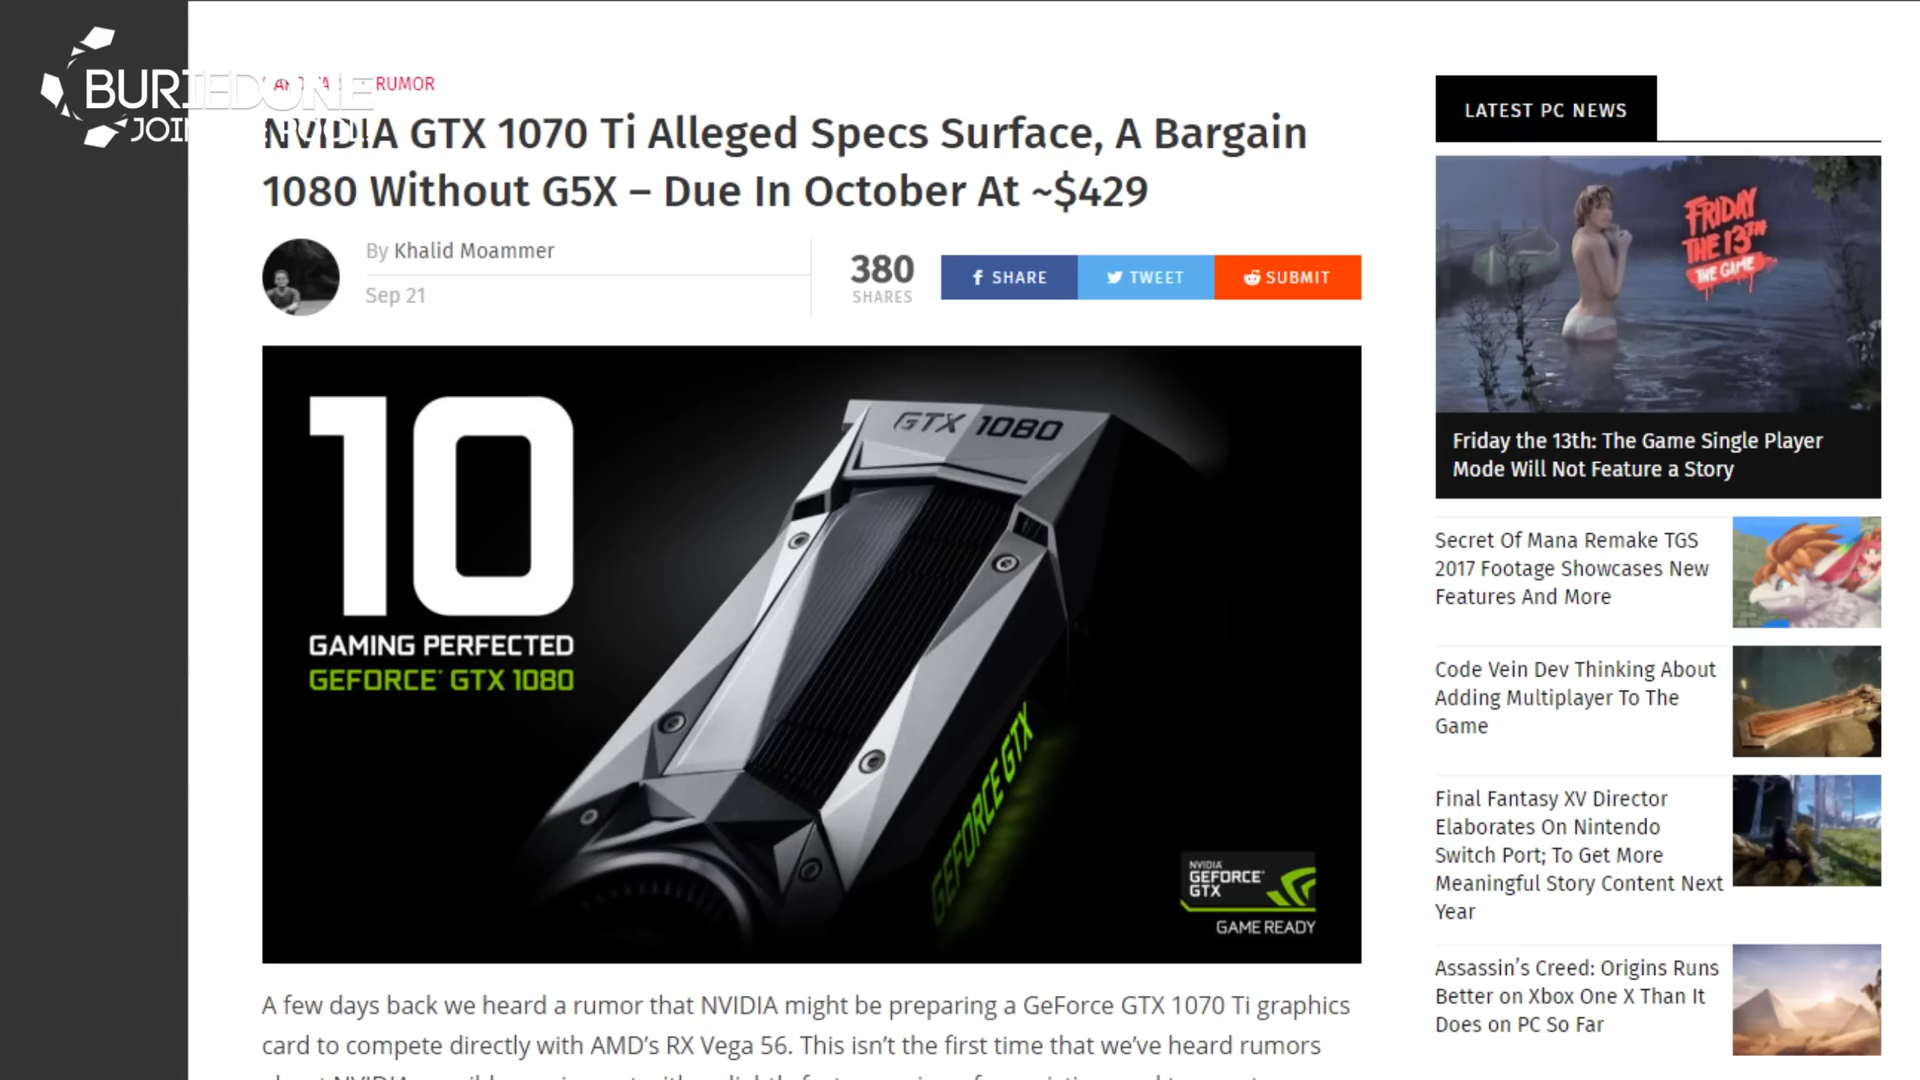 BURIEDONE
JOIN
RUMOR
NVIDIA GTX 1070 Ti Alleged Specs Surface, A Bargain
1080 Without G5X – Due In October At ~$429
By Khalid Moammer
Sep 21
380
SHARES
SHARE
TWEET
SUBMIT
10
GAMING PERFECTED
GEFORCE® GTX 1080
GTX 1080
GEFORCE GTX
NVIDIA
GEFORCE®
GTX
GAME READY
A few days back we heard a rumor that NVIDIA might be preparing a GeForce GTX 1070 Ti graphics
card to compete directly with AMD’s RX Vega 56. This isn’t the first time that we’ve heard rumors
LATEST PC NEWS
FRIDAY
THE 13TH
THE GAME
Friday the 13th: The Game Single Player
Mode Will Not Feature a Story
Secret Of Mana Remake TGS
2017 Footage Showcases New
Features And More
Code Vein Dev Thinking About
Adding Multiplayer To The
Game
Final Fantasy XV Director
Elaborates On Nintendo
Switch Port; To Get More
Meaningful Story Content Next
Year
Assassin’s Creed: Origins Runs
Better on Xbox One X Than It
Does on PC So Far